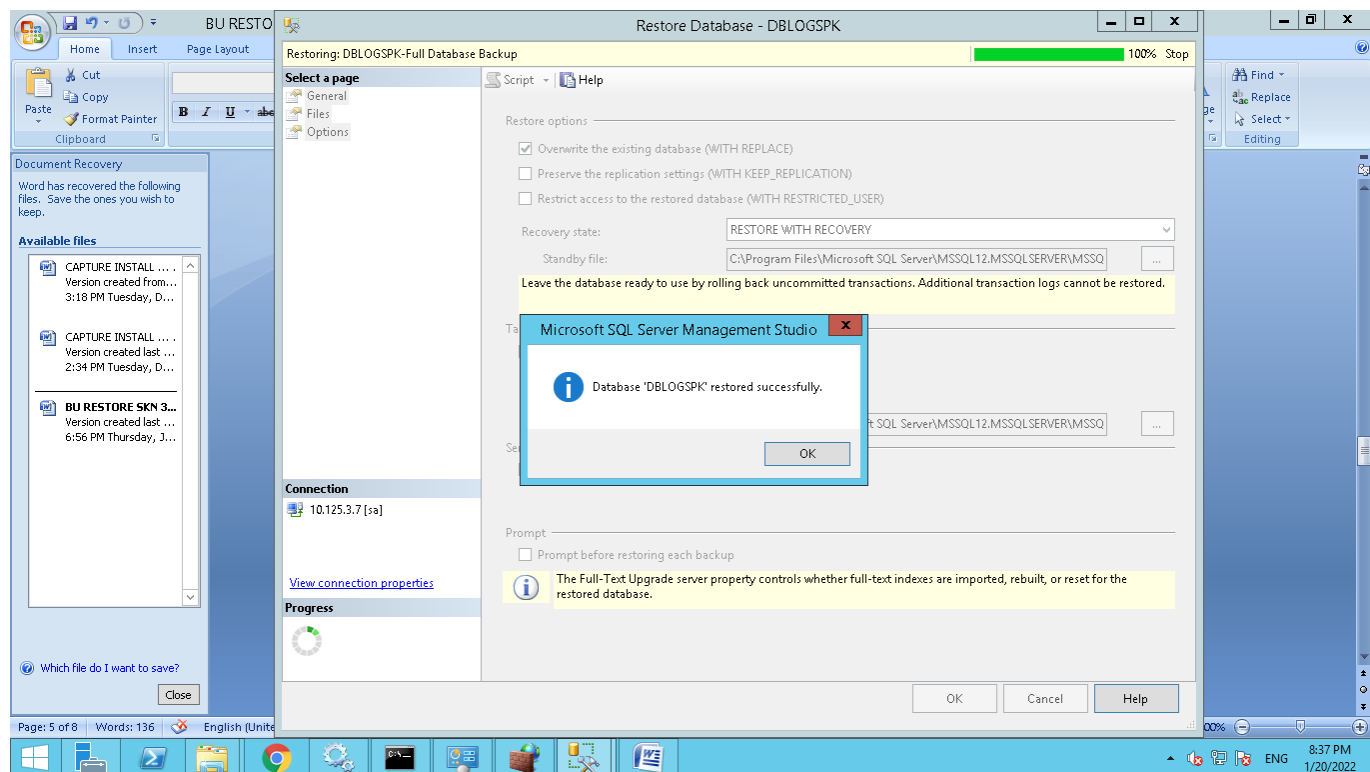 BU RESTO
Home Insert Page Layout
Cut
Copy
Format Painter
Paste
Clipboard
B I U abc
Find
Replace
Select
Editing
ge
Document Recovery
Word has recovered the following
files. Save the ones you wish to
keep.
Available files
CAPTURE INSTALL ... .
Version created from...
3:18 PM Tuesday, D...
CAPTURE INSTALL ... .
Version created last ...
2:34 PM Tuesday, D...
BU RESTORE SKN 3...
Version created last ...
6:56 PM Thursday, J...
Which file do I want to save?
Close
Page: 5 of 8 Words: 136 English (Unite
00%
Restore Database - DBLOGSPK
Restoring: DBLOGSPK-Full Database Backup 100% Stop
Select a page
General
Files
Options
Script Help
Restore options
Overwrite the existing database (WITH REPLACE)
Preserve the replication settings (WITH KEEP_REPLICATION)
Restrict access to the restored database (WITH RESTRICTED_USER)
Recovery state: RESTORE WITH RECOVERY
Standby file: C:\Program Files\Microsoft SQL Server\MSSQL12.MSSQLSERVER\MSSQ ...
Leave the database ready to use by rolling back uncommitted transactions. Additional transaction logs cannot be restored.
Ta
Microsoft SQL Server Management Studio X
Database 'DBLOGSPK' restored successfully.
OK
ft SQL Server\MSSQL12.MSSQLSERVER\MSSQ ...
Ser
Connection
10.125.3.7 [sa]
View connection properties
Progress
Prompt
Prompt before restoring each backup
The Full-Text Upgrade server property controls whether full-text indexes are imported, rebuilt, or reset for the
restored database.
OK Cancel Help
C:\_
ENG
8:37 PM
1/20/2022